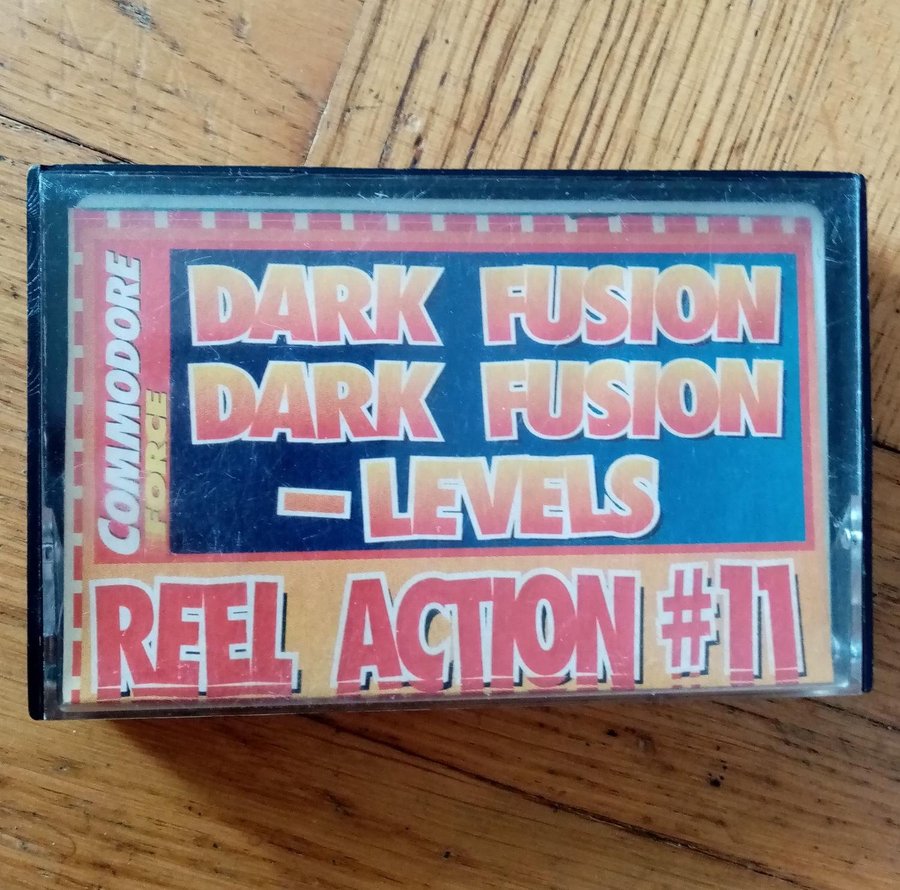 COMMODORE
FORCE
DARK FUSION
DARK FUSION
- LEVELS
REEL ACTION #11